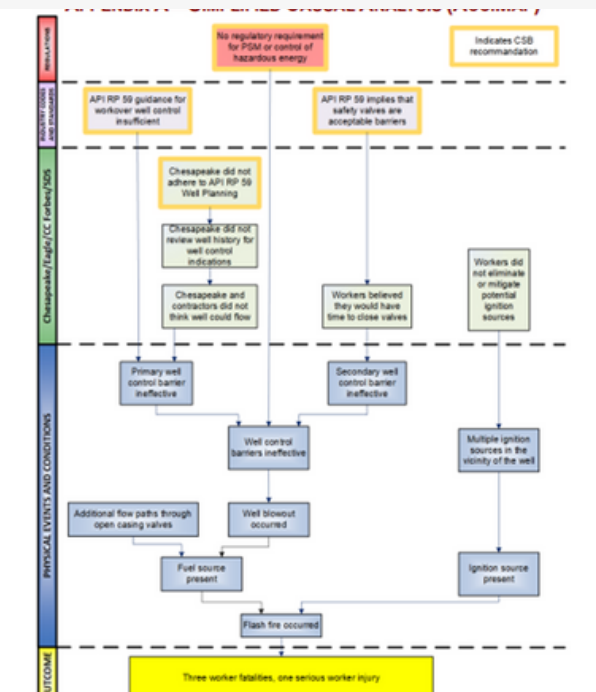 APPENDIX A – SIMPLIFIED CAUSAL ANALYSIS (ACCIMAP)
REGULATIONS
No regulatory requirement
for PSM or control of
hazardous energy
Indicates CSB
recommandation
INDUSTRY CODES
AND STANDARDS
API RP 59 guidance for
workover well control
insufficient
API RP 59 implies that
safety valves are
acceptable barriers
Chesapeake/Eagle/CC Forbes/SDS
Chesapeake did not
adhere to API RP 59
Well Planning
Chesapeake did not
review well history for
well control
indications
Chesapeake and
contractors did not
think well could flow
Workers believed
they would have
time to close valves
Workers did
not eliminate
or mitigate
potential
ignition
sources
PHYSICAL EVENTS AND CONDITIONS
Primary well
control barrier
ineffective
Secondary well
control barrier
ineffective
Well control
barriers ineffective
Multiple ignition
sources in the
vicinity of the well
Additional flow paths through
open casing valves
Well blowout
occurred
Fuel source
present
Ignition source
present
Flash fire occurred
UTCOME
Three worker fatalities, one serious worker injury